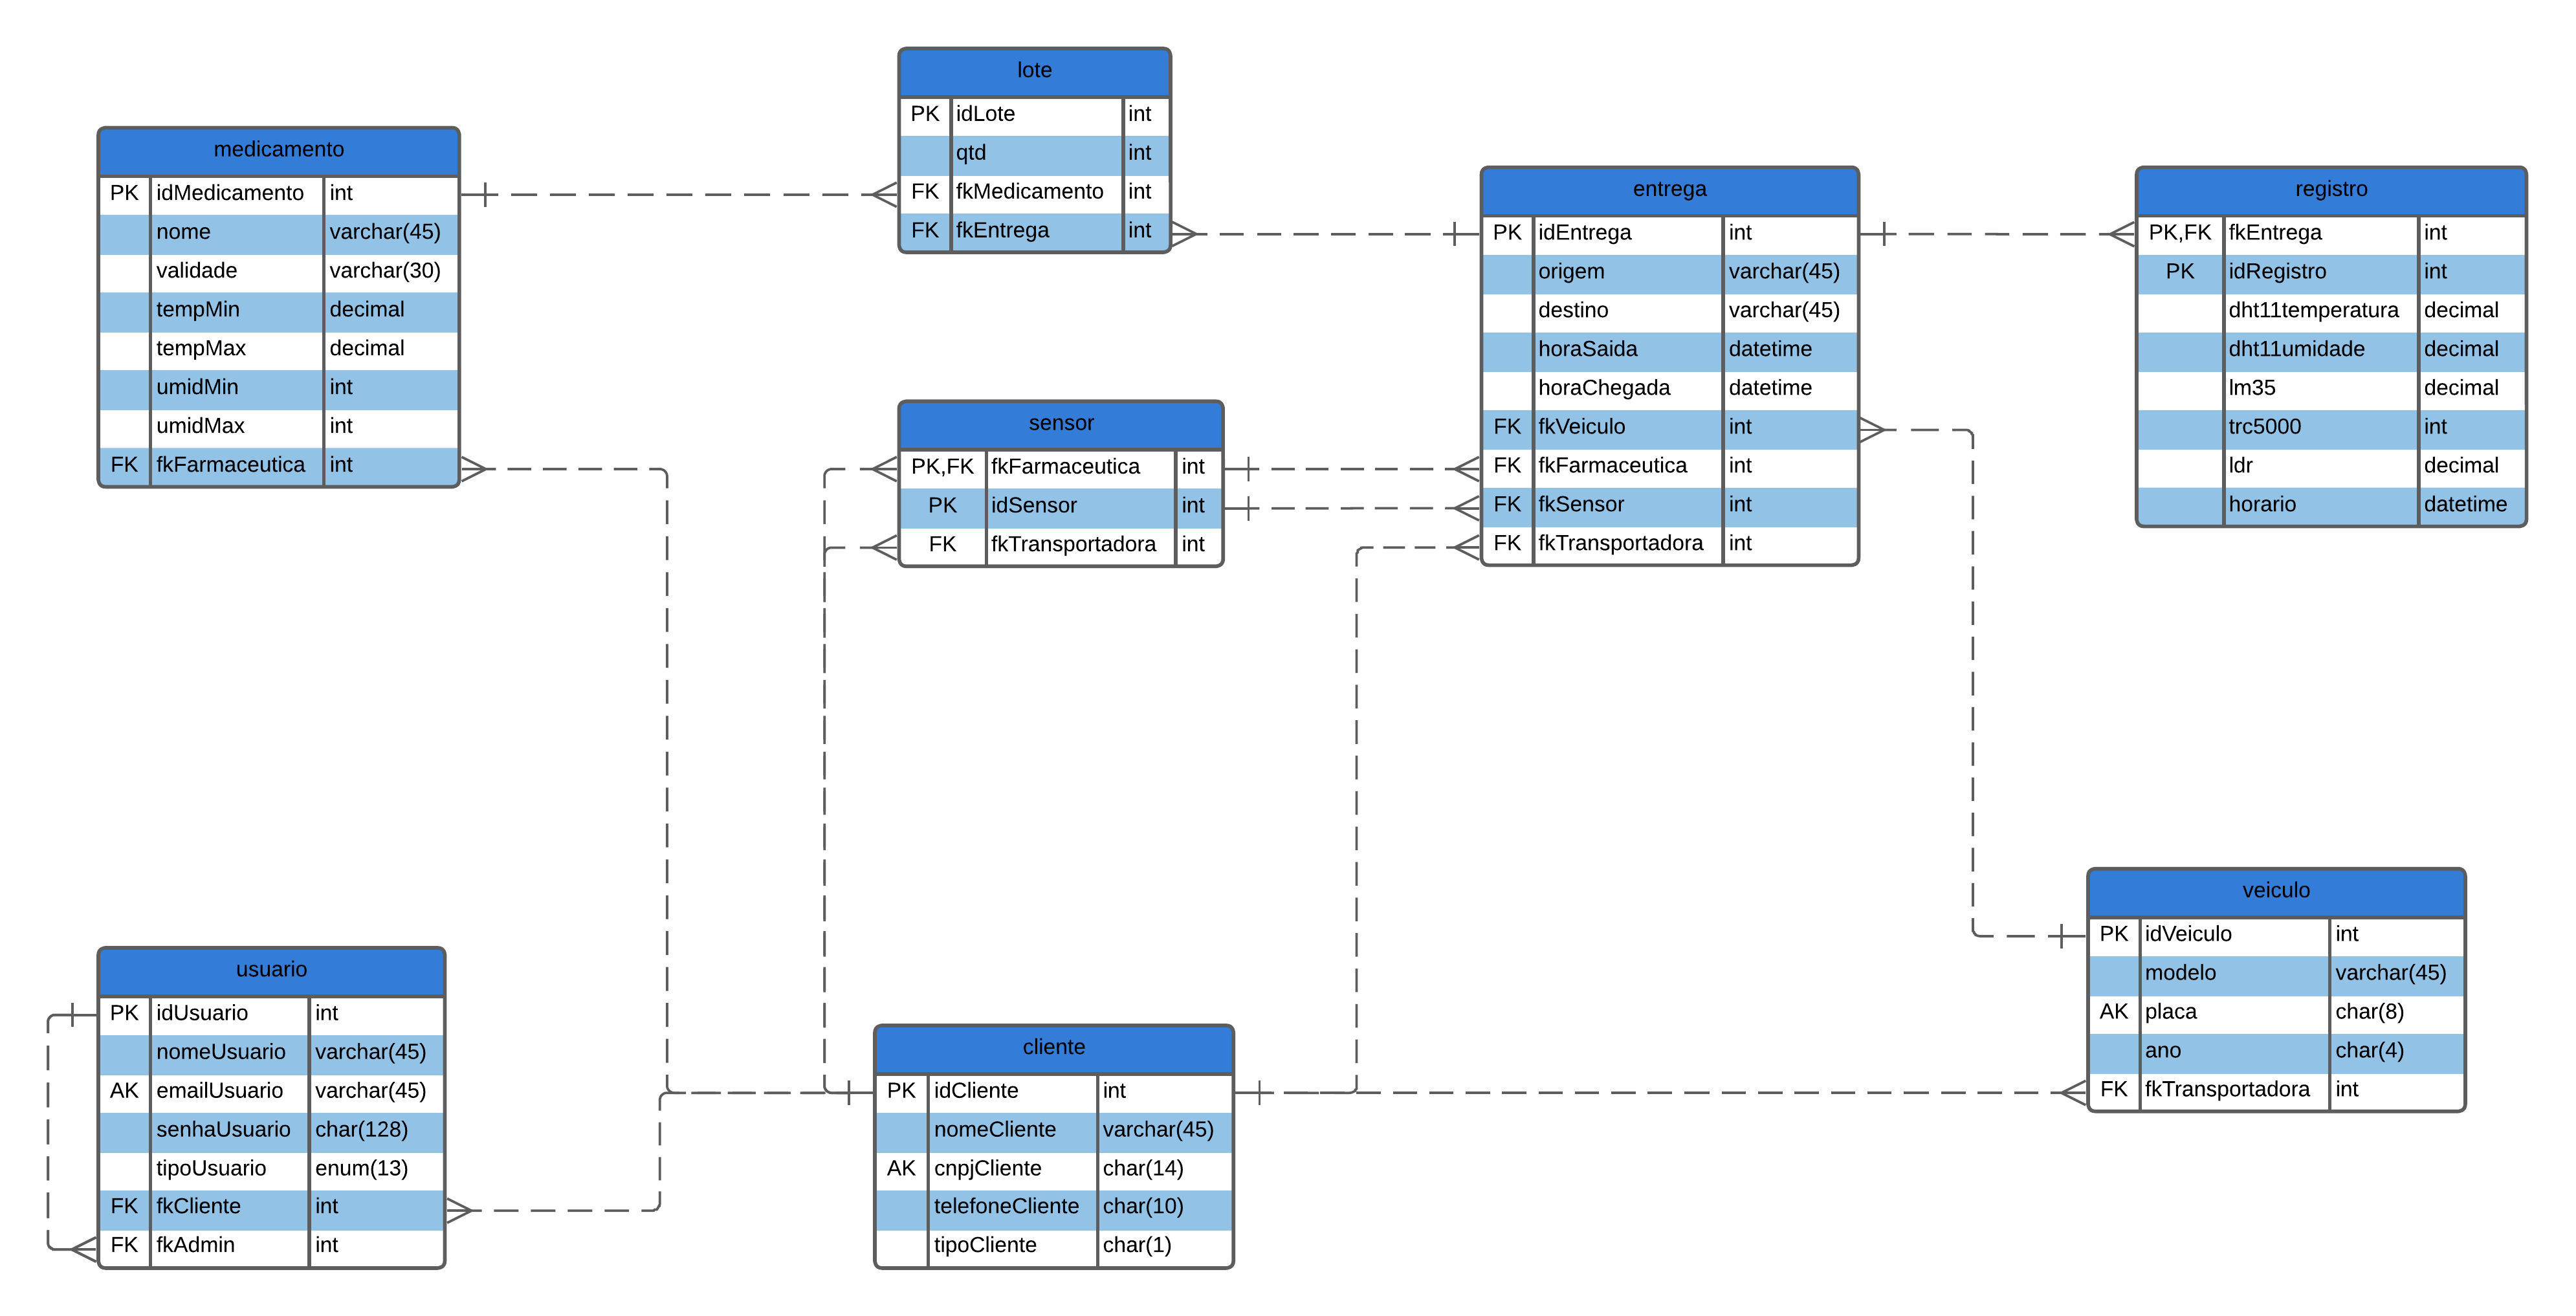 lote
PK idLote int
qtd int
FK fkMedicamento int
FK fkEntrega int
medicamento
PK idMedicamento int
nome varchar(45)
validade varchar(30)
tempMin decimal
tempMax decimal
umidMin int
umidMax int
FK fkFarmaceutica int
entrega
PK idEntrega int
origem varchar(45)
destino varchar(45)
horaSaida datetime
horaChegada datetime
FK fkVeiculo int
FK fkFarmaceutica int
FK fkSensor int
FK fkTransportadora int
registro
PK,FK fkEntrega int
PK idRegistro int
dht11temperatura decimal
dht11umidade decimal
lm35 decimal
trc5000 int
ldr decimal
horario datetime
sensor
PK,FK fkFarmaceutica int
PK idSensor int
FK fkTransportadora int
veiculo
PK idVeiculo int
modelo varchar(45)
AK placa char(8)
ano char(4)
FK fkTransportadora int
usuario
PK idUsuario int
nomeUsuario varchar(45)
AK emailUsuario varchar(45)
senhaUsuario char(128)
tipoUsuario enum(13)
FK fkCliente int
FK fkAdmin int
cliente
PK idCliente int
nomeCliente varchar(45)
AK cnpjCliente char(14)
telefoneCliente char(10)
tipoCliente char(1)